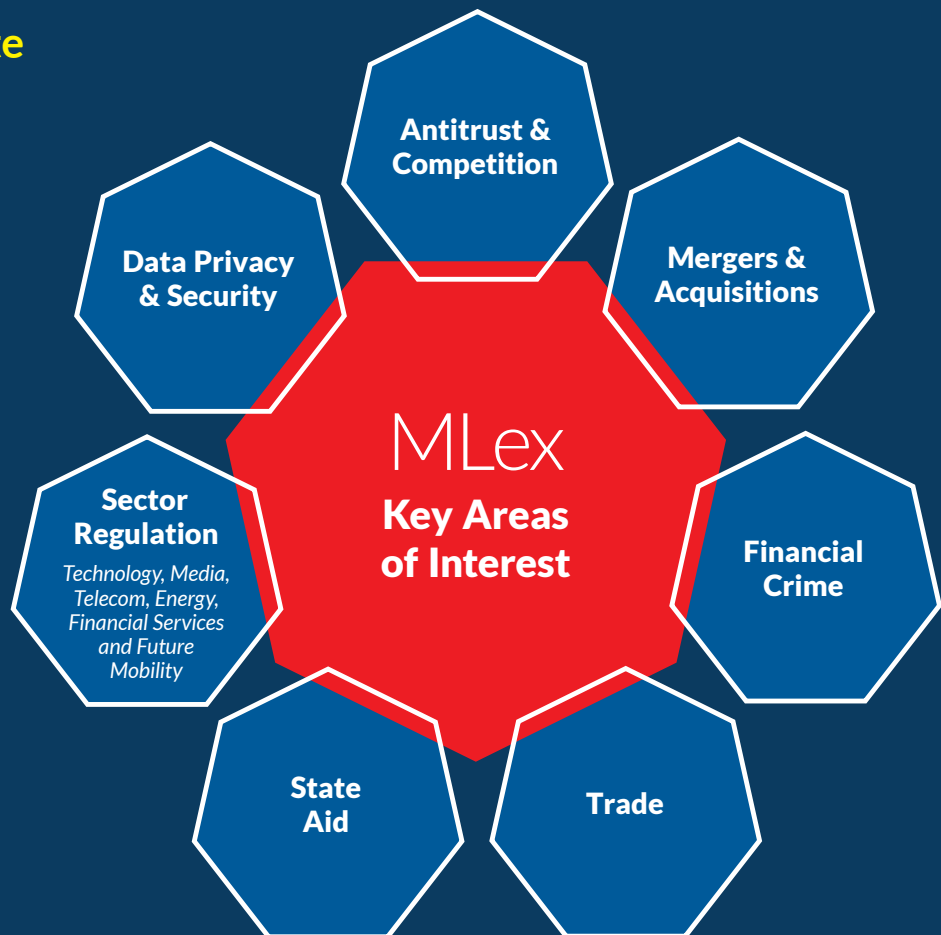 Antitrust &
Competition
Data Privacy
& Security
Mergers &
Acquisitions
MLex
Key Areas
of Interest
Sector
Regulation
Technology, Media,
Telecom, Energy,
Financial Services
and Future
Mobility
Financial
Crime
State
Aid
Trade